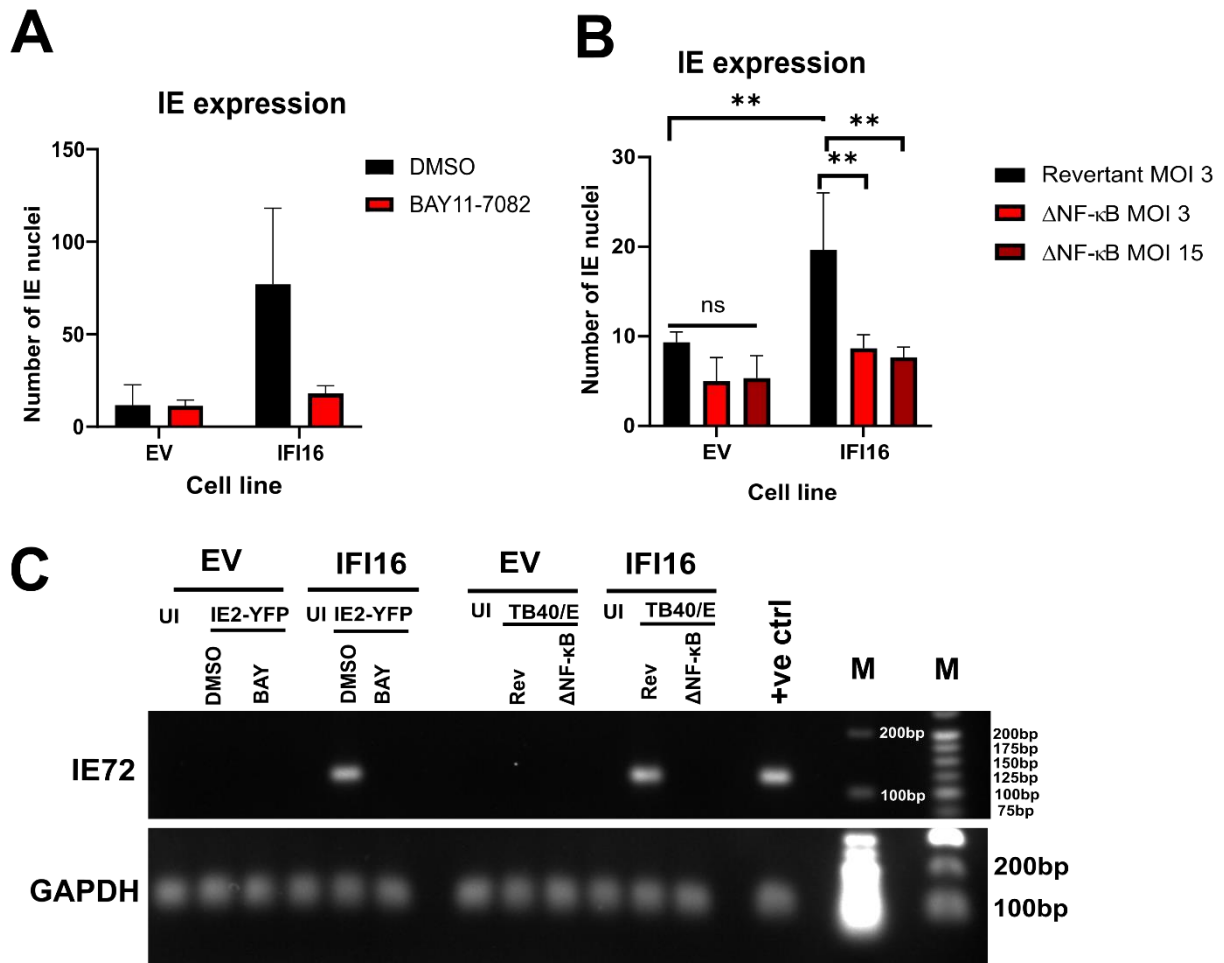 A
IE expression
150
100
50
0
Number of IE nuclei
EV
IFI16
Cell line
DMSO
BAY11-7082
B
IE expression
**
**
**
ns
30
20
10
0
Number of IE nuclei
EV
IFI16
Cell line
Revertant MOI 3
ΔNF-κB MOI 3
ΔNF-κB MOI 15
C
EV IFI16 EV IFI16
UI IE2-YFP UI IE2-YFP UI TB40/E UI TB40/E
DMSO BAY DMSO BAY Rev ΔNF-κB Rev ΔNF-κB +ve ctrl M M
IE72
200bp
100bp
200bp
175bp
150bp
125bp
100bp
75bp
GAPDH
200bp
100bp